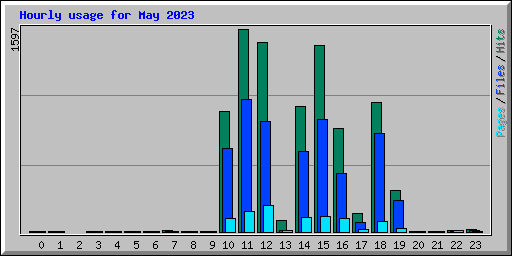 Hourly usage for May 2023
1597
Pages/Files/Hits
0 1 2 3 4 5 6 7 8 9 10 11 12 13 14 15 16 17 18 19 20 21 22 23